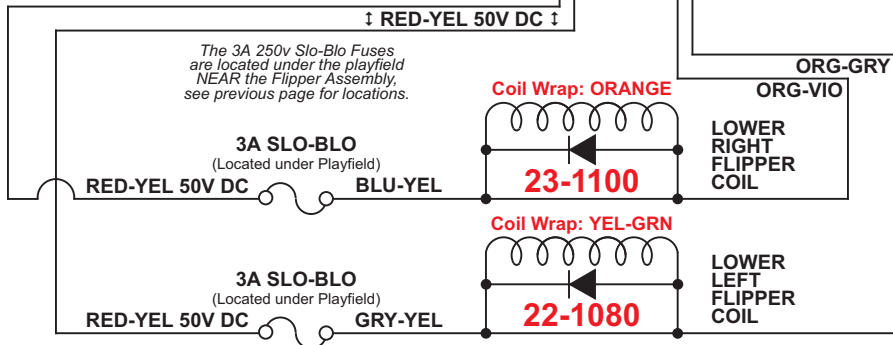 ↕ RED-YEL 50V DC ↕
The 3A 250v Slo-Blo Fuses
are located under the playfield
NEAR the Flipper Assembly,
see previous page for locations.
ORG-GRY
ORG-VIO
Coil Wrap: ORANGE
3A SLO-BLO
(Located under Playfield)
RED-YEL 50V DC
BLU-YEL
23-1100
LOWER
RIGHT
FLIPPER
COIL
Coil Wrap: YEL-GRN
3A SLO-BLO
(Located under Playfield)
RED-YEL 50V DC
GRY-YEL
22-1080
LOWER
LEFT
FLIPPER
COIL